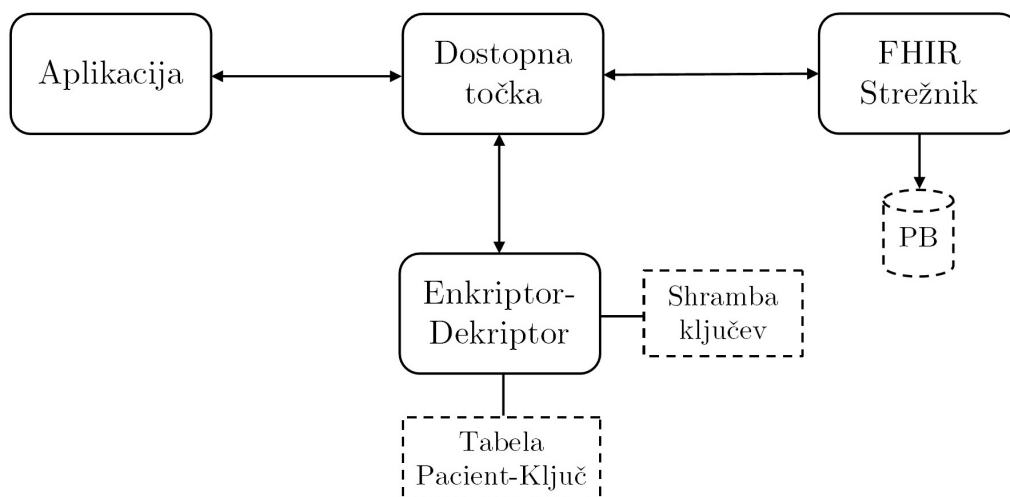 Aplikacija
Dostopna
točka
FHIR
Strežnik
PB
Enkriptor-
Dekriptor
Shramba
ključev
Tabela
Pacient-Ključ